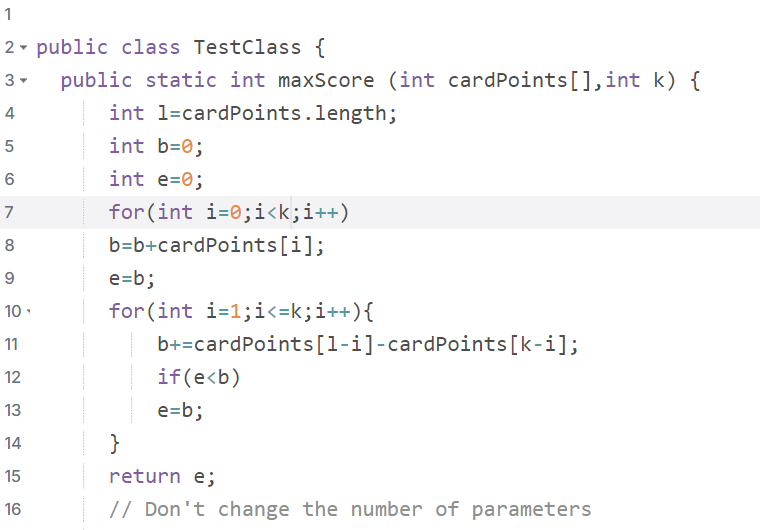 1
2 public class TestClass {
3 public static int maxScore (int cardPoints[],int k) {
4 int l=cardPoints.length;
5 int b=0;
6 int e=0;
7 for(int i=0;i<k;i++)
8 b=b+cardPoints[i];
9 e=b;
10 for(int i=1;i<=k;i++){
11 b+=cardPoints[l-i]-cardPoints[k-i];
12 if(e<b)
13 e=b;
14 }
15 return e;
16 // Don't change the number of parameters